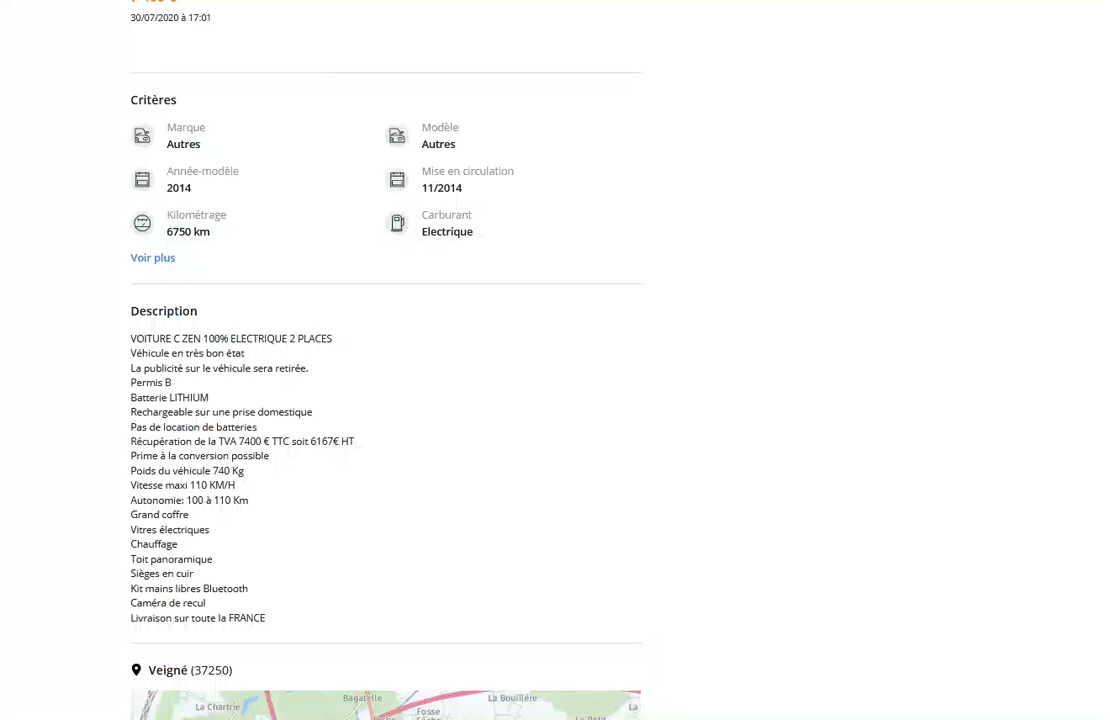 30/07/2020 à 17:01
Critères
Marque
Autres
Modèle
Autres
Année-modèle
2014
Mise en circulation
11/2014
Kilométrage
6750 km
Carburant
Electrique
Voir plus
Description
VOITURE C ZEN 100% ELECTRIQUE 2 PLACES
Véhicule en très bon état
La publicité sur le véhicule sera retirée.
Permis B
Batterie LITHIUM
Rechargeable sur une prise domestique
Pas de location de batteries
Récupération de la TVA 7400 € TTC soit 6167€ HT
Prime à la conversion possible
Poids du véhicule 740 Kg
Vitesse maxi 110 KM/H
Autonomie: 100 à 110 Km
Grand coffre
Vitres électriques
Chauffage
Toit panoramique
Sièges en cuir
Kit mains libres Bluetooth
Caméra de recul
Livraison sur toute la FRANCE
Veigné (37250)
Bagatelle
La Bouillère
La Chartrie
La
Fosse
Sèche